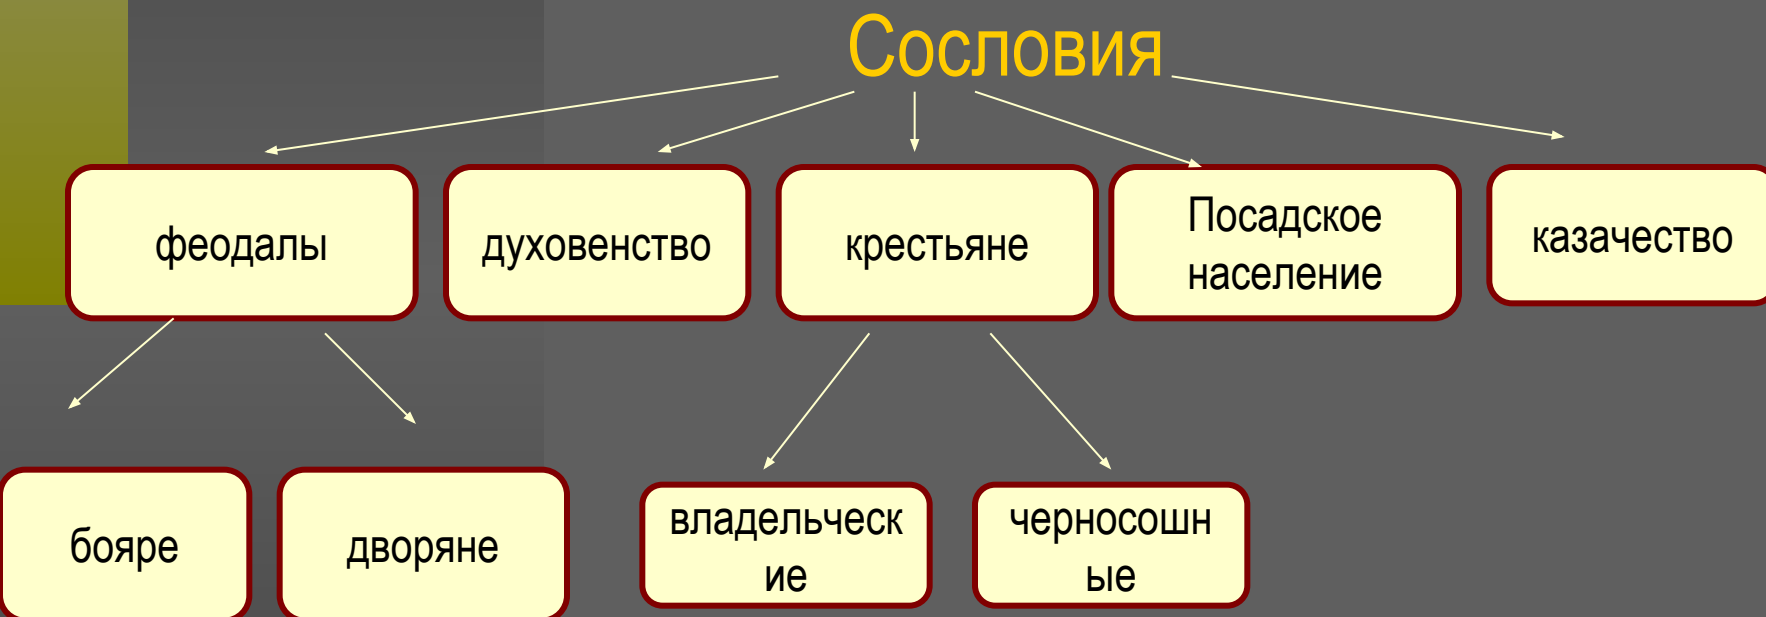 Сословия
феодалы
духовенство
крестьяне
Посадское
население
казачество
бояре
дворяне
владельческ
ие
черносошн
ые